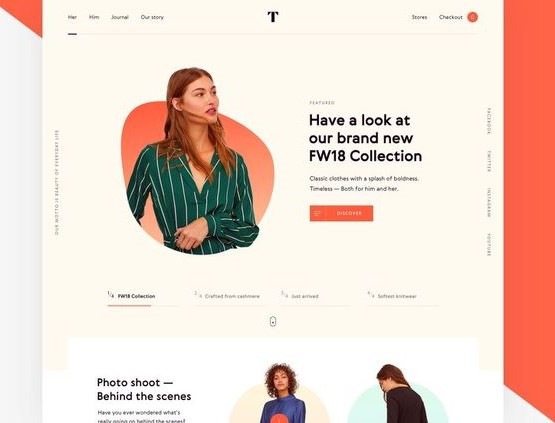 Her Him Journal Our story T Stores Checkout
FEATURED
Have a look at
our brand new
FW18 Collection
Classic clothes with a splash of boldness.
Timeless — Both for him and her.
DISCOVER
OUR MOTTO IS BEAUTY OF EVERYDAY LIFE
FACEBOOK
TWITTER
INSTAGRAM
YOUTUBE
1/4 FW18 Collection 2/4 Crafted from cashmere 3/4 Just arrived 4/4 Softest knitwear
Photo shoot —
Behind the scenes
Have you ever wondered what's
really going on behind the scenes?